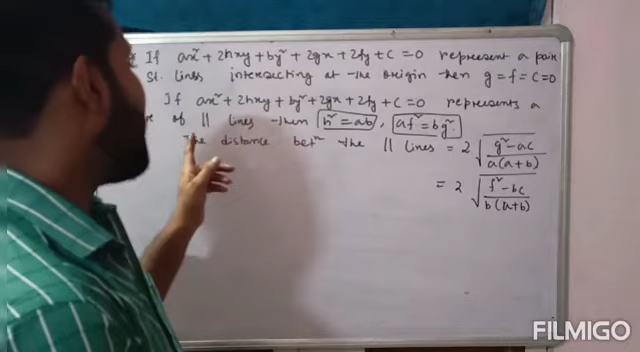 If ax² + 2hxy + by² + 2gx + 2fy + c = 0 represent a pair
St. lines intersecting at the origin then g = f = c = 0
If ax² + 2hxy + by² + 2gx + 2fy + c = 0 represents a
of || lines then h² = ab, af² = bg².
The distance betⁿ the || lines = 2 √(g² - ac / a(a+b))
= 2 √(f² - bc / b(a+b))
FILMIGO